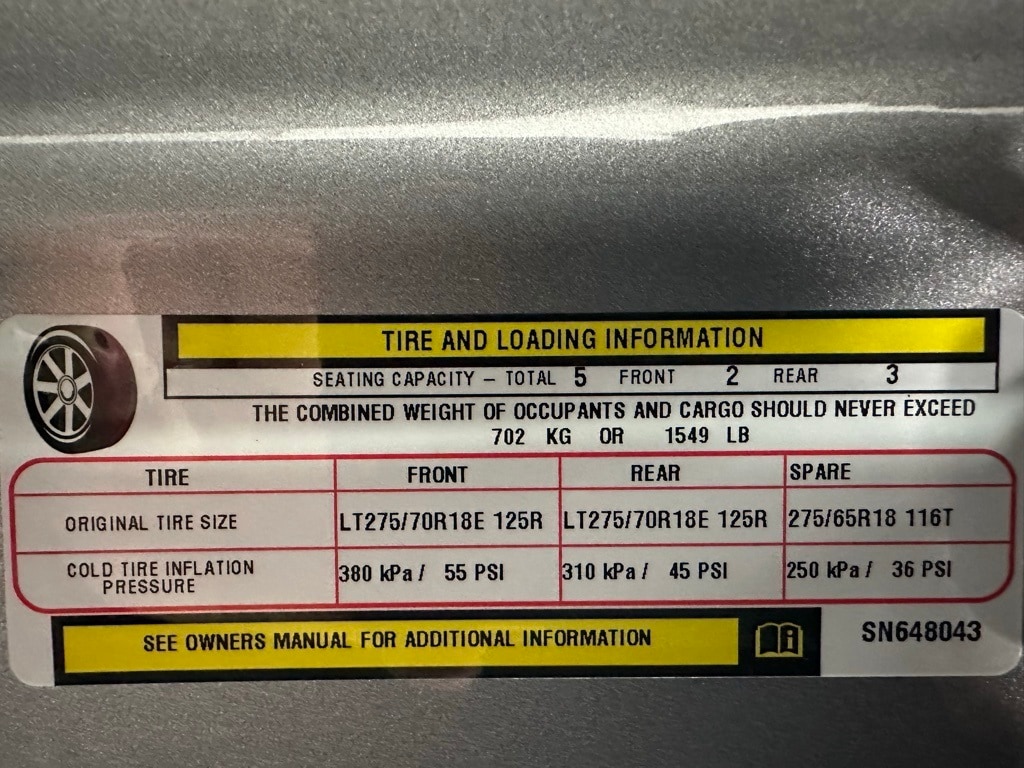 TIRE AND LOADING INFORMATION
SEATING CAPACITY – TOTAL 5 FRONT 2 REAR 3
THE COMBINED WEIGHT OF OCCUPANTS AND CARGO SHOULD NEVER EXCEED
702 KG OR 1549 LB
TIRE FRONT REAR SPARE
ORIGINAL TIRE SIZE LT275/70R18E 125R LT275/70R18E 125R 275/65R18 116T
COLD TIRE INFLATION PRESSURE 380 kPa / 55 PSI 310 kPa / 45 PSI 250 kPa / 36 PSI
SEE OWNERS MANUAL FOR ADDITIONAL INFORMATION
SN648043